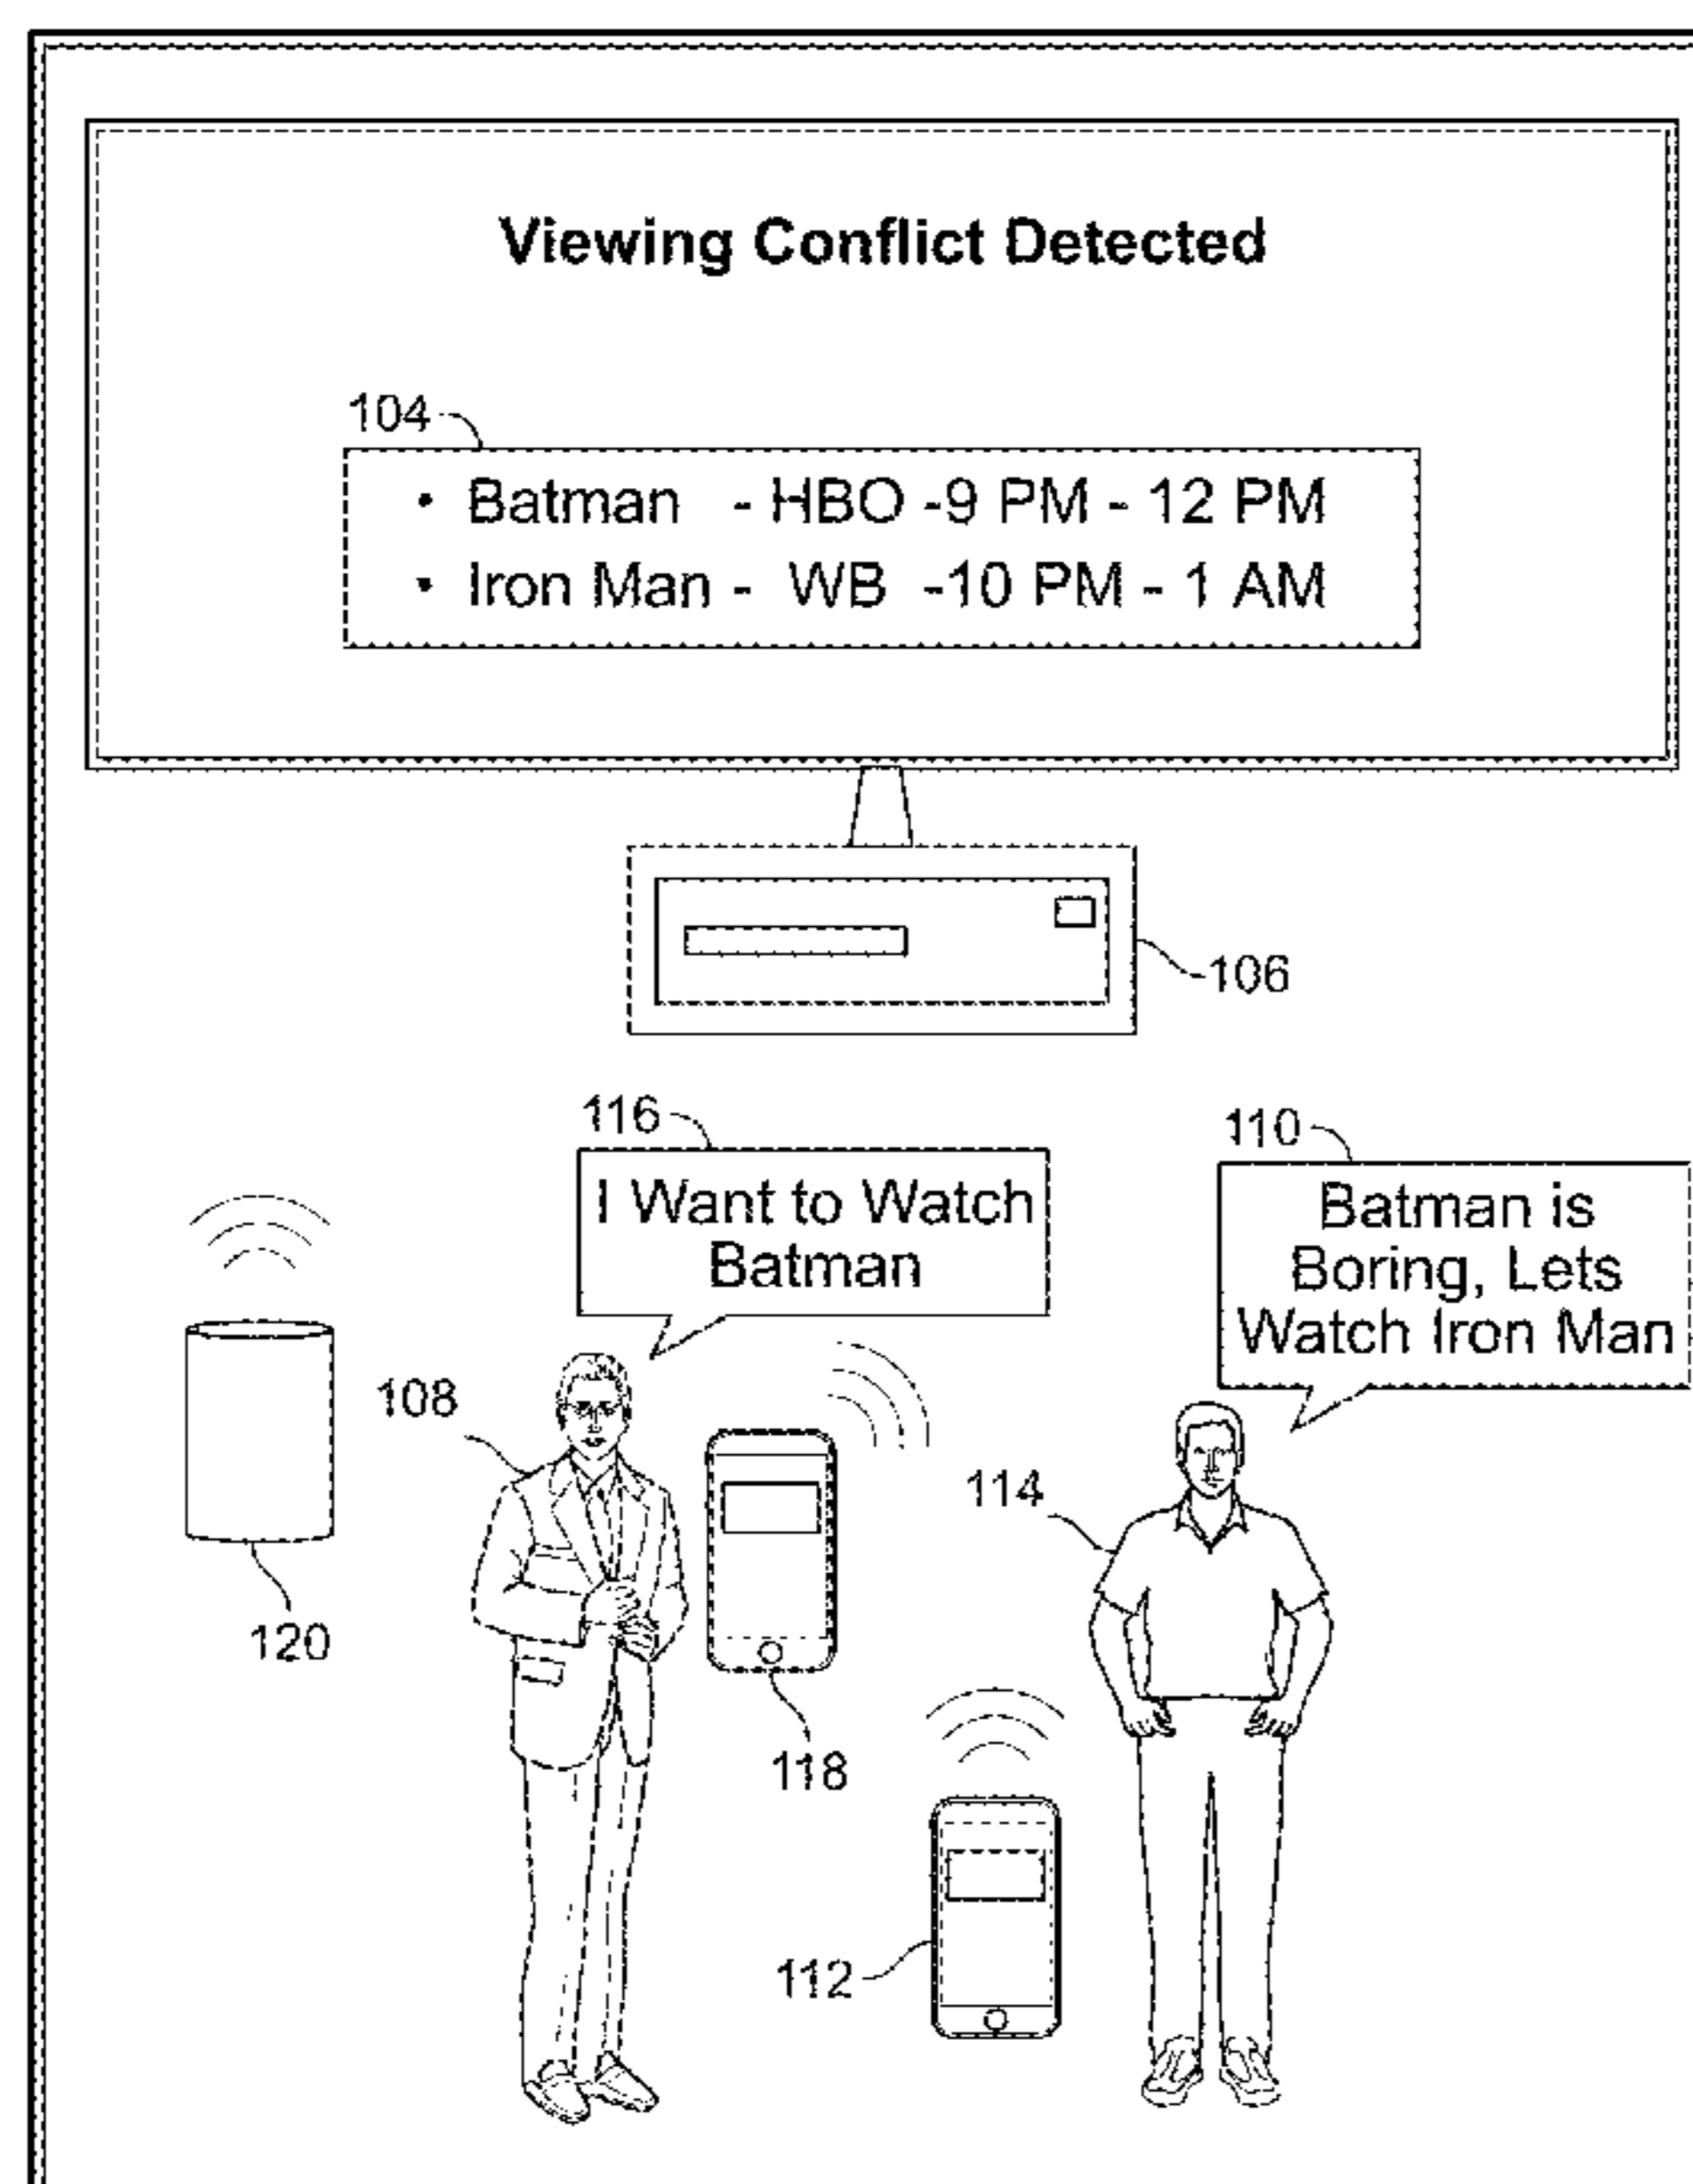 Viewing Conflict Detected
104
• Batman - HBO -9 PM - 12 PM
• Iron Man - WB -10 PM - 1 AM
106
116
I Want to Watch
Batman
110
Batman is
Boring, Lets
Watch Iron Man
108
114
120
118
112